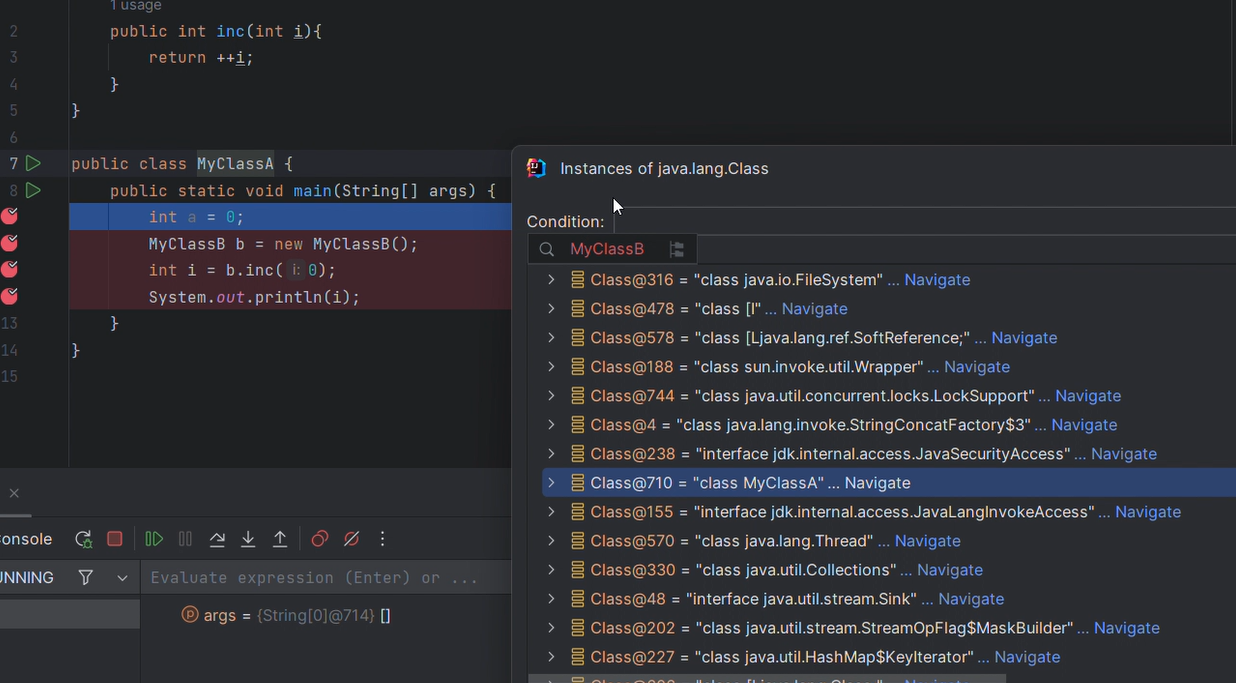 1 usage
2 public int inc(int i){
3 return ++i;
4 }
5 }
6
7 public class MyClassA {
8 public static void main(String[] args) {
int a = 0;
MyClassB b = new MyClassB();
int i = b.inc( i: 0);
System.out.println(i);
13 }
14 }
15
Instances of java.lang.Class
Condition:
MyClassB
Class@316 = "class java.io.FileSystem" ... Navigate
Class@478 = "class [I" ... Navigate
Class@578 = "class [Ljava.lang.ref.SoftReference;" ... Navigate
Class@188 = "class sun.invoke.util.Wrapper" ... Navigate
Class@744 = "class java.util.concurrent.locks.LockSupport" ... Navigate
Class@4 = "class java.lang.invoke.StringConcatFactory$3" ... Navigate
Class@238 = "interface jdk.internal.access.JavaSecurityAccess" ... Navigate
Class@710 = "class MyClassA" ... Navigate
Class@155 = "interface jdk.internal.access.JavaLangInvokeAccess" ... Navigate
Class@570 = "class java.lang.Thread" ... Navigate
Class@330 = "class java.util.Collections" ... Navigate
Class@48 = "interface java.util.stream.Sink" ... Navigate
Class@202 = "class java.util.stream.StreamOpFlag$MaskBuilder" ... Navigate
Class@227 = "class java.util.HashMap$KeyIterator" ... Navigate
onsole
NNING
Evaluate expression (Enter) or ...
args = {String[0]@714} []